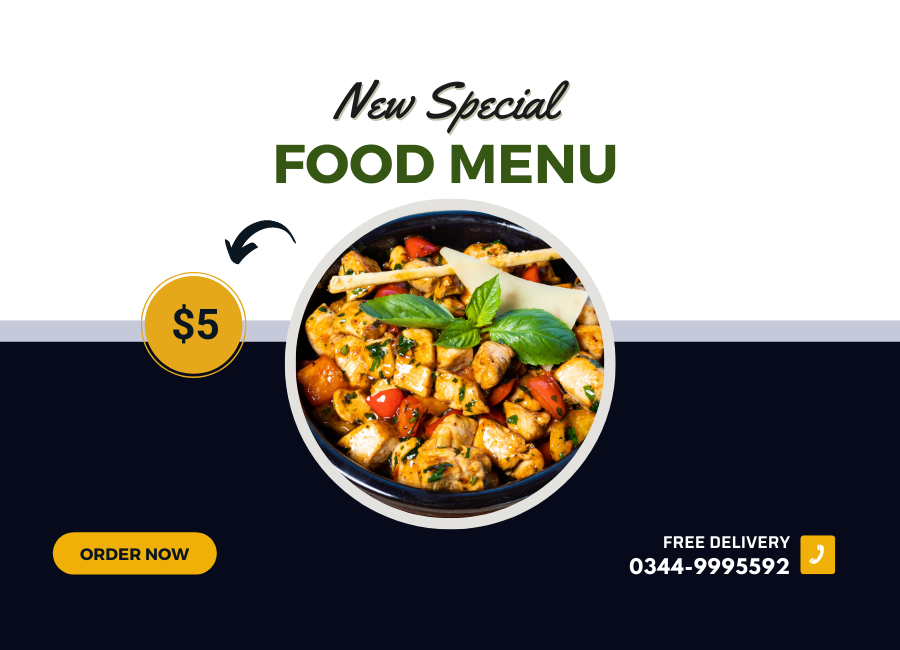 New Special
FOOD MENU
$5
ORDER NOW
FREE DELIVERY
0344-9995592